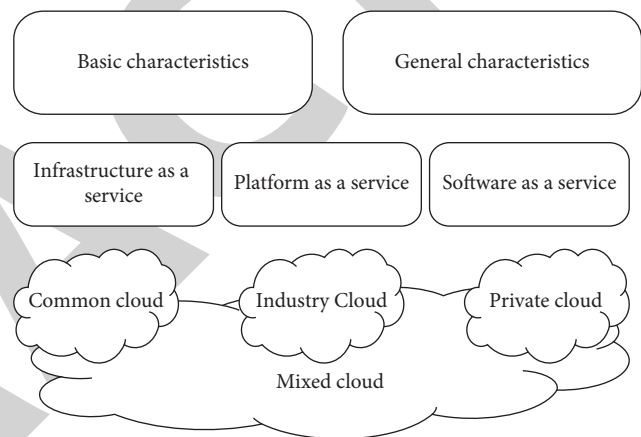 Basic characteristics
General characteristics
Infrastructure as a
service
Platform as a service
Software as a service
Common cloud
Industry Cloud
Private cloud
Mixed cloud